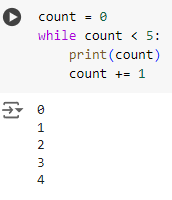 count = 0
while count < 5:
    print(count)
    count += 1
0
1
2
3
4